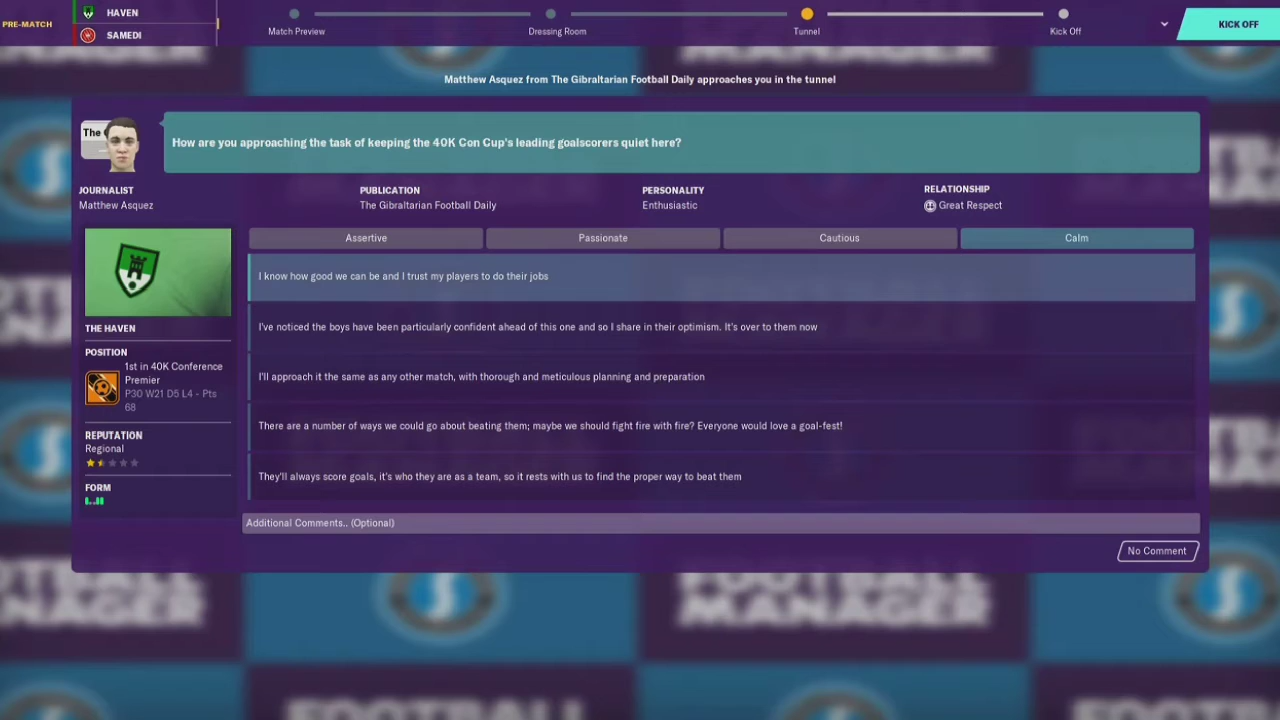 PRE-MATCH
HAVEN
SAMEDI
Match Preview
Dressing Room
Tunnel
Kick Off
KICK OFF
Matthew Asquez from The Gibraltarian Football Daily approaches you in the tunnel
The
How are you approaching the task of keeping the 40K Con Cup's leading goalscorers quiet here?
JOURNALIST
Matthew Asquez
PUBLICATION
The Gibraltarian Football Daily
PERSONALITY
Enthusiastic
RELATIONSHIP
Great Respect
Assertive
Passionate
Cautious
Calm
I know how good we can be and I trust my players to do their jobs
I've noticed the boys have been particularly confident ahead of this one and so I share in their optimism. It's over to them now
I'll approach it the same as any other match, with thorough and meticulous planning and preparation
There are a number of ways we could go about beating them; maybe we should fight fire with fire? Everyone would love a goal-fest!
They'll always score goals, it's who they are as a team, so it rests with us to find the proper way to beat them
THE HAVEN
POSITION
1st in 40K Conference
Premier
P30 W21 D5 L4 - Pts
68
REPUTATION
Regional
FORM
Additional Comments.. (Optional)
No Comment
FOOTBALL
MANAGER
FOOTBALL
MANAGER